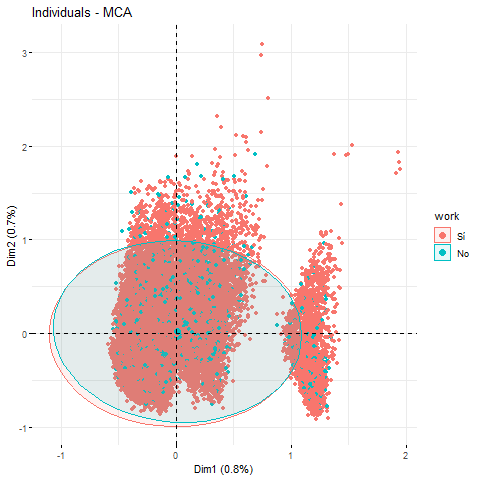 Individuals - MCA
3
2
1
0
-1
Dim2 (0.7%)
-1
0
1
2
Dim1 (0.8%)
work
Sí
No